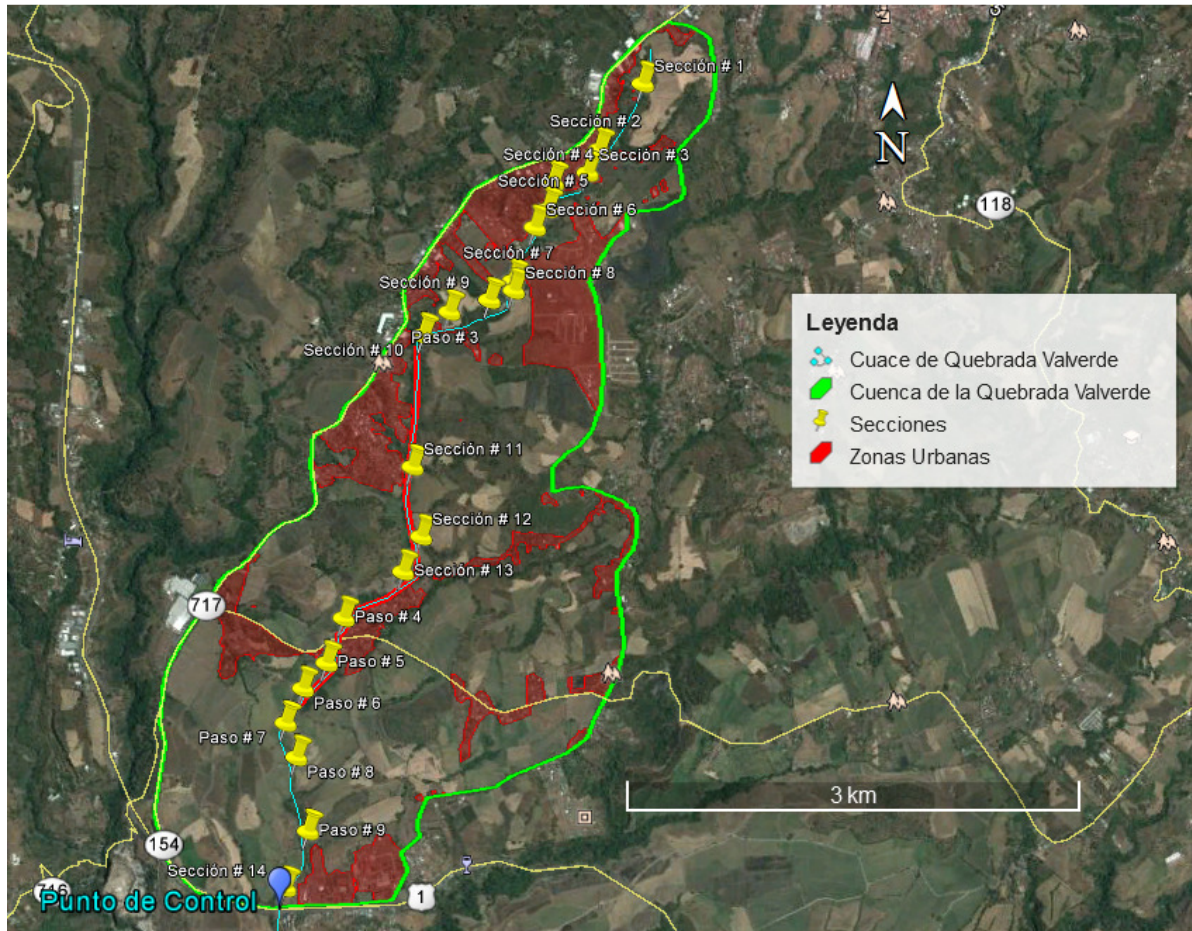 Sección # 1
Sección # 2
Sección # 4
Sección # 3
Sección # 5
Sección # 6
N
118
Sección # 7
Sección # 8
Sección # 9
Paso # 3
Sección # 10
Leyenda
Cuace de Quebrada Valverde
Cuenca de la Quebrada Valverde
Secciones
Zonas Urbanas
Sección # 11
Sección # 12
Sección # 13
717
Paso # 4
Paso # 5
Paso # 6
Paso # 7
Paso # 8
3 km
Paso # 9
154
Sección # 14
716
Punto de Control
1